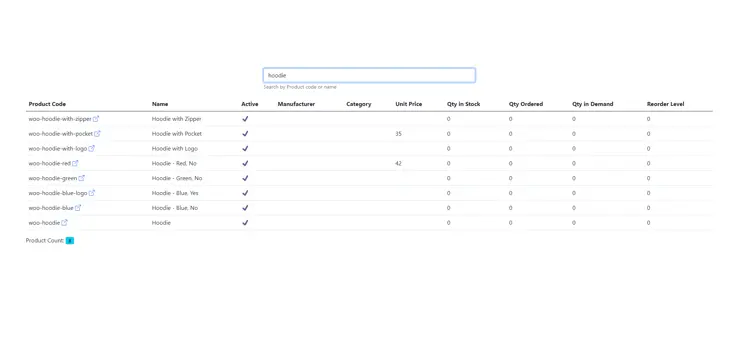 hoodie
Search by Product code or name
Product Code Name Active Manufacturer Category Unit Price Qty in Stock Qty Ordered Qty in Demand Reorder Level
woo-hoodie-with-zipper Hoodie with Zipper 0 0 0 0
woo-hoodie-with-pocket Hoodie with Pocket 35 0 0 0 0
woo-hoodie-with-logo Hoodie with Logo 0 0 0 0
woo-hoodie-red Hoodie - Red, No 42 0 0 0 0
woo-hoodie-green Hoodie - Green, No 0 0 0 0
woo-hoodie-blue-logo Hoodie - Blue, Yes 0 0 0 0
woo-hoodie-blue Hoodie - Blue, No 0 0 0 0
woo-hoodie Hoodie 0 0 0 0
Product Count: